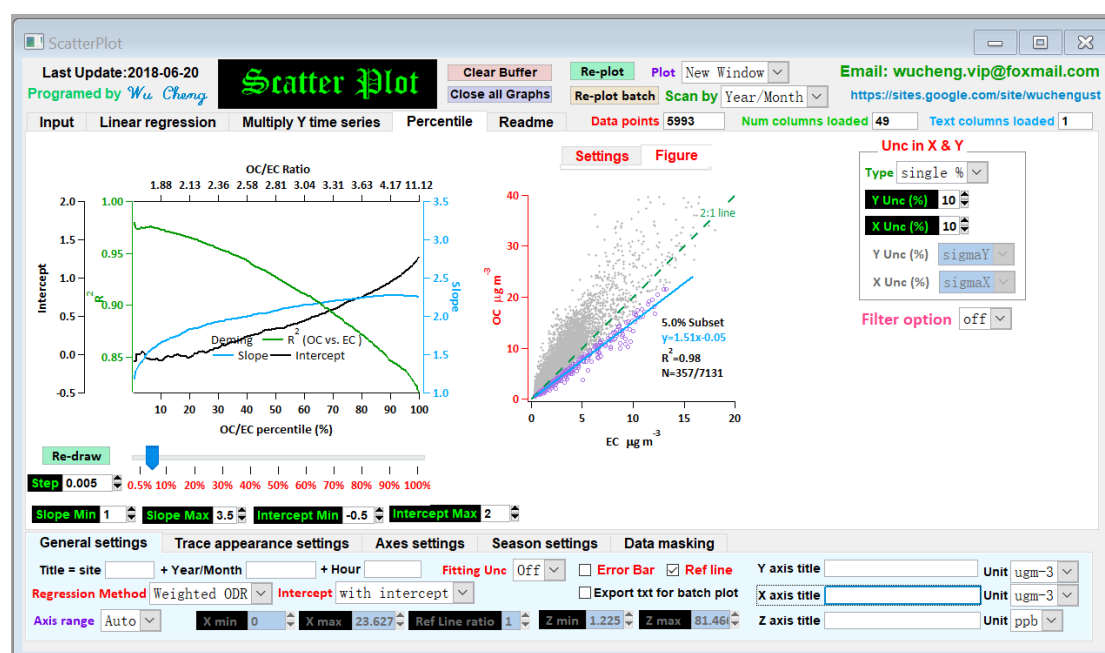 ScatterPlot
Last Update:2018-06-20
Programed by Wu Cheng
Scatter Plot
Clear Buffer
Close all Graphs
Re-plot
Plot New Window
Re-plot batch
Scan by Year/Month
Email: wucheng.vip@foxmail.com
https://sites.google.com/site/wuchengust
Input Linear regression Multiply Y time series Percentile Readme Data points 5993 Num columns loaded 49 Text columns loaded 1
Settings Figure
Unc in X & Y
Type single %
Y Unc (%) 10
X Unc (%) 10
Y Unc (%) sigmaY
X Unc (%) sigmaX
Filter option off
OC/EC Ratio
1.88 2.13 2.36 2.58 2.81 3.04 3.31 3.63 4.17 11.12
2.0
1.5
1.0
0.5
0.0
-0.5
Intercept
1.00
0.95
0.90
0.85
R2
3.5
3.0
2.5
2.0
1.5
1.0
Slope
Deming R2 (OC vs. EC )
Slope Intercept
10 20 30 40 50 60 70 80 90 100
OC/EC percentile (%)
40
30
20
10
0
OC μg m-3
2:1 line
5.0% Subset
y=1.51x-0.05
R2=0.98
N=357/7131
0 5 10 15 20
EC μg m-3
Re-draw
Step 0.005
0.5% 10% 20% 30% 40% 50% 60% 70% 80% 90% 100%
Slope Min 1 Slope Max 3.5 Intercept Min -0.5 Intercept Max 2
General settings Trace appearance settings Axes settings Season settings Data masking
Title = site + Year/Month + Hour Fitting Unc Off Error Bar Ref line Y axis title Unit ugm-3
Regression Method Weighted ODR Intercept with intercept Export txt for batch plot X axis title Unit ugm-3
Axis range Auto X min 0 X max 23.627 Ref Line ratio 1 Z min 1.225 Z max Z axis title Unit ppb